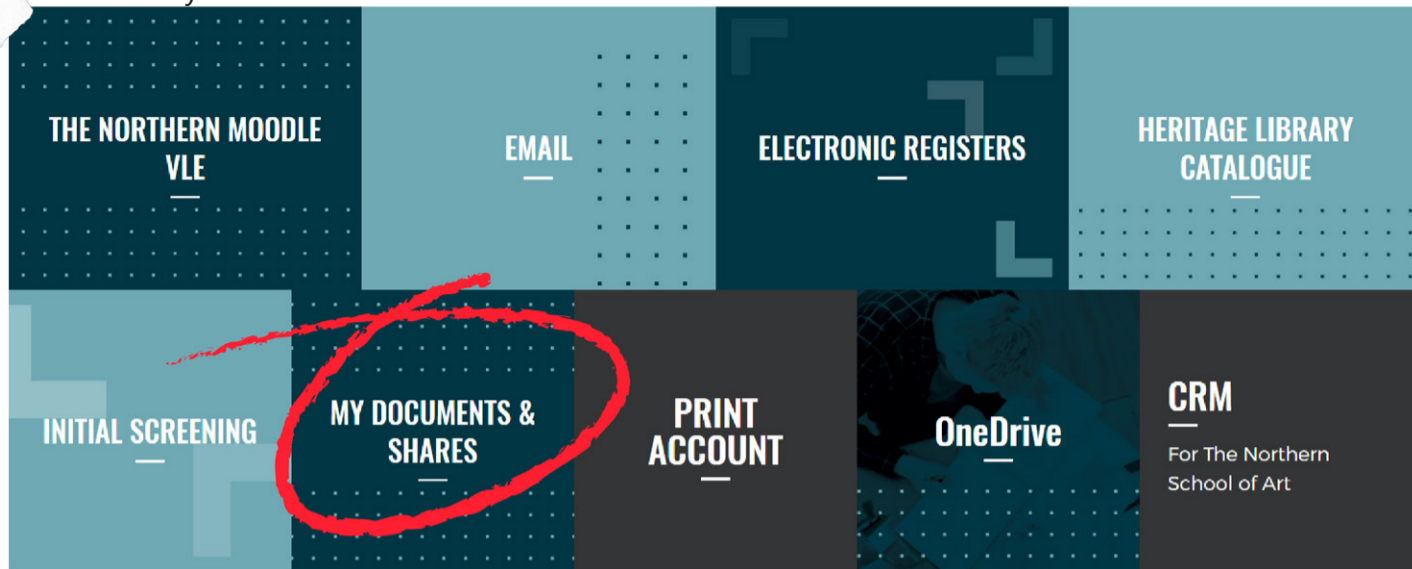 THE NORTHERN MOODLE
VLE
EMAIL
ELECTRONIC REGISTERS
HERITAGE LIBRARY
CATALOGUE
INITIAL SCREENING
MY DOCUMENTS &
SHARES
PRINT
ACCOUNT
OneDrive
CRM
For The Northern
School of Art